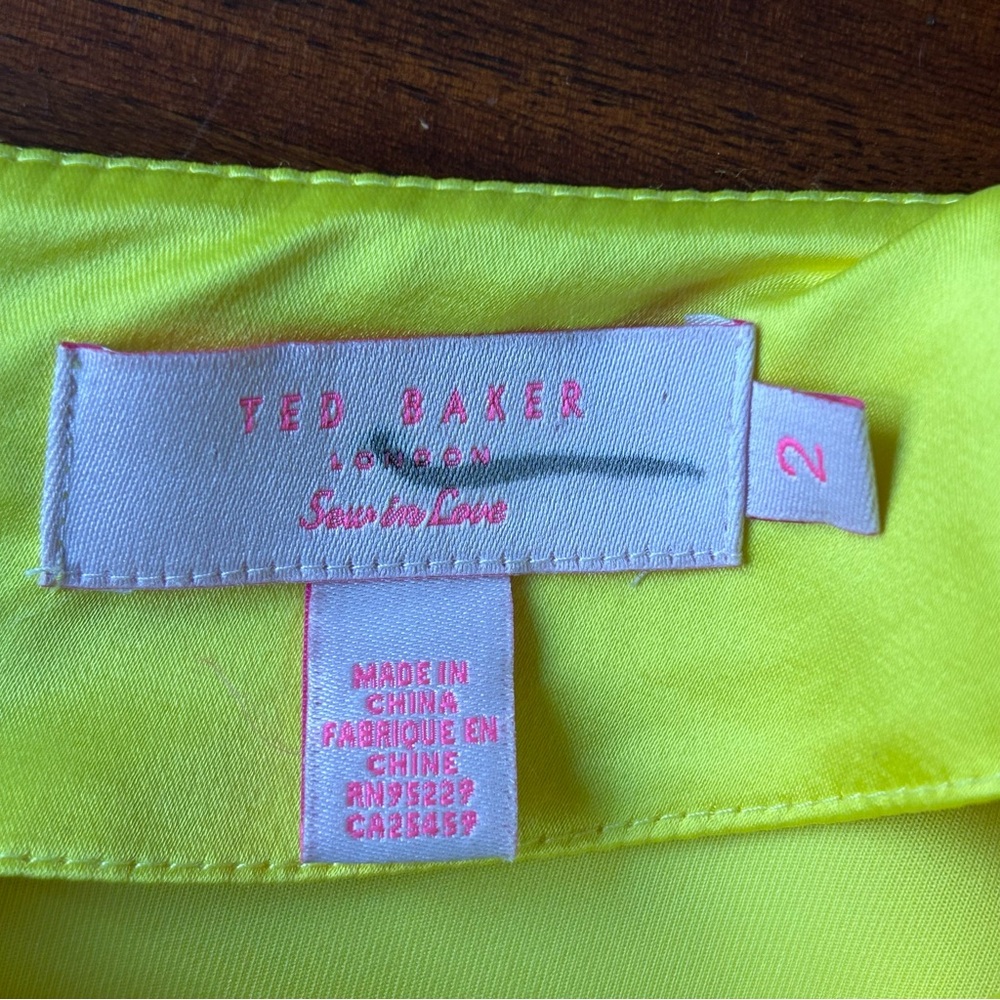 TED BAKER
LONDON
Sew in Love
2
MADE IN
CHINA
FABRIQUE EN
CHINE
RN95229
CA25459